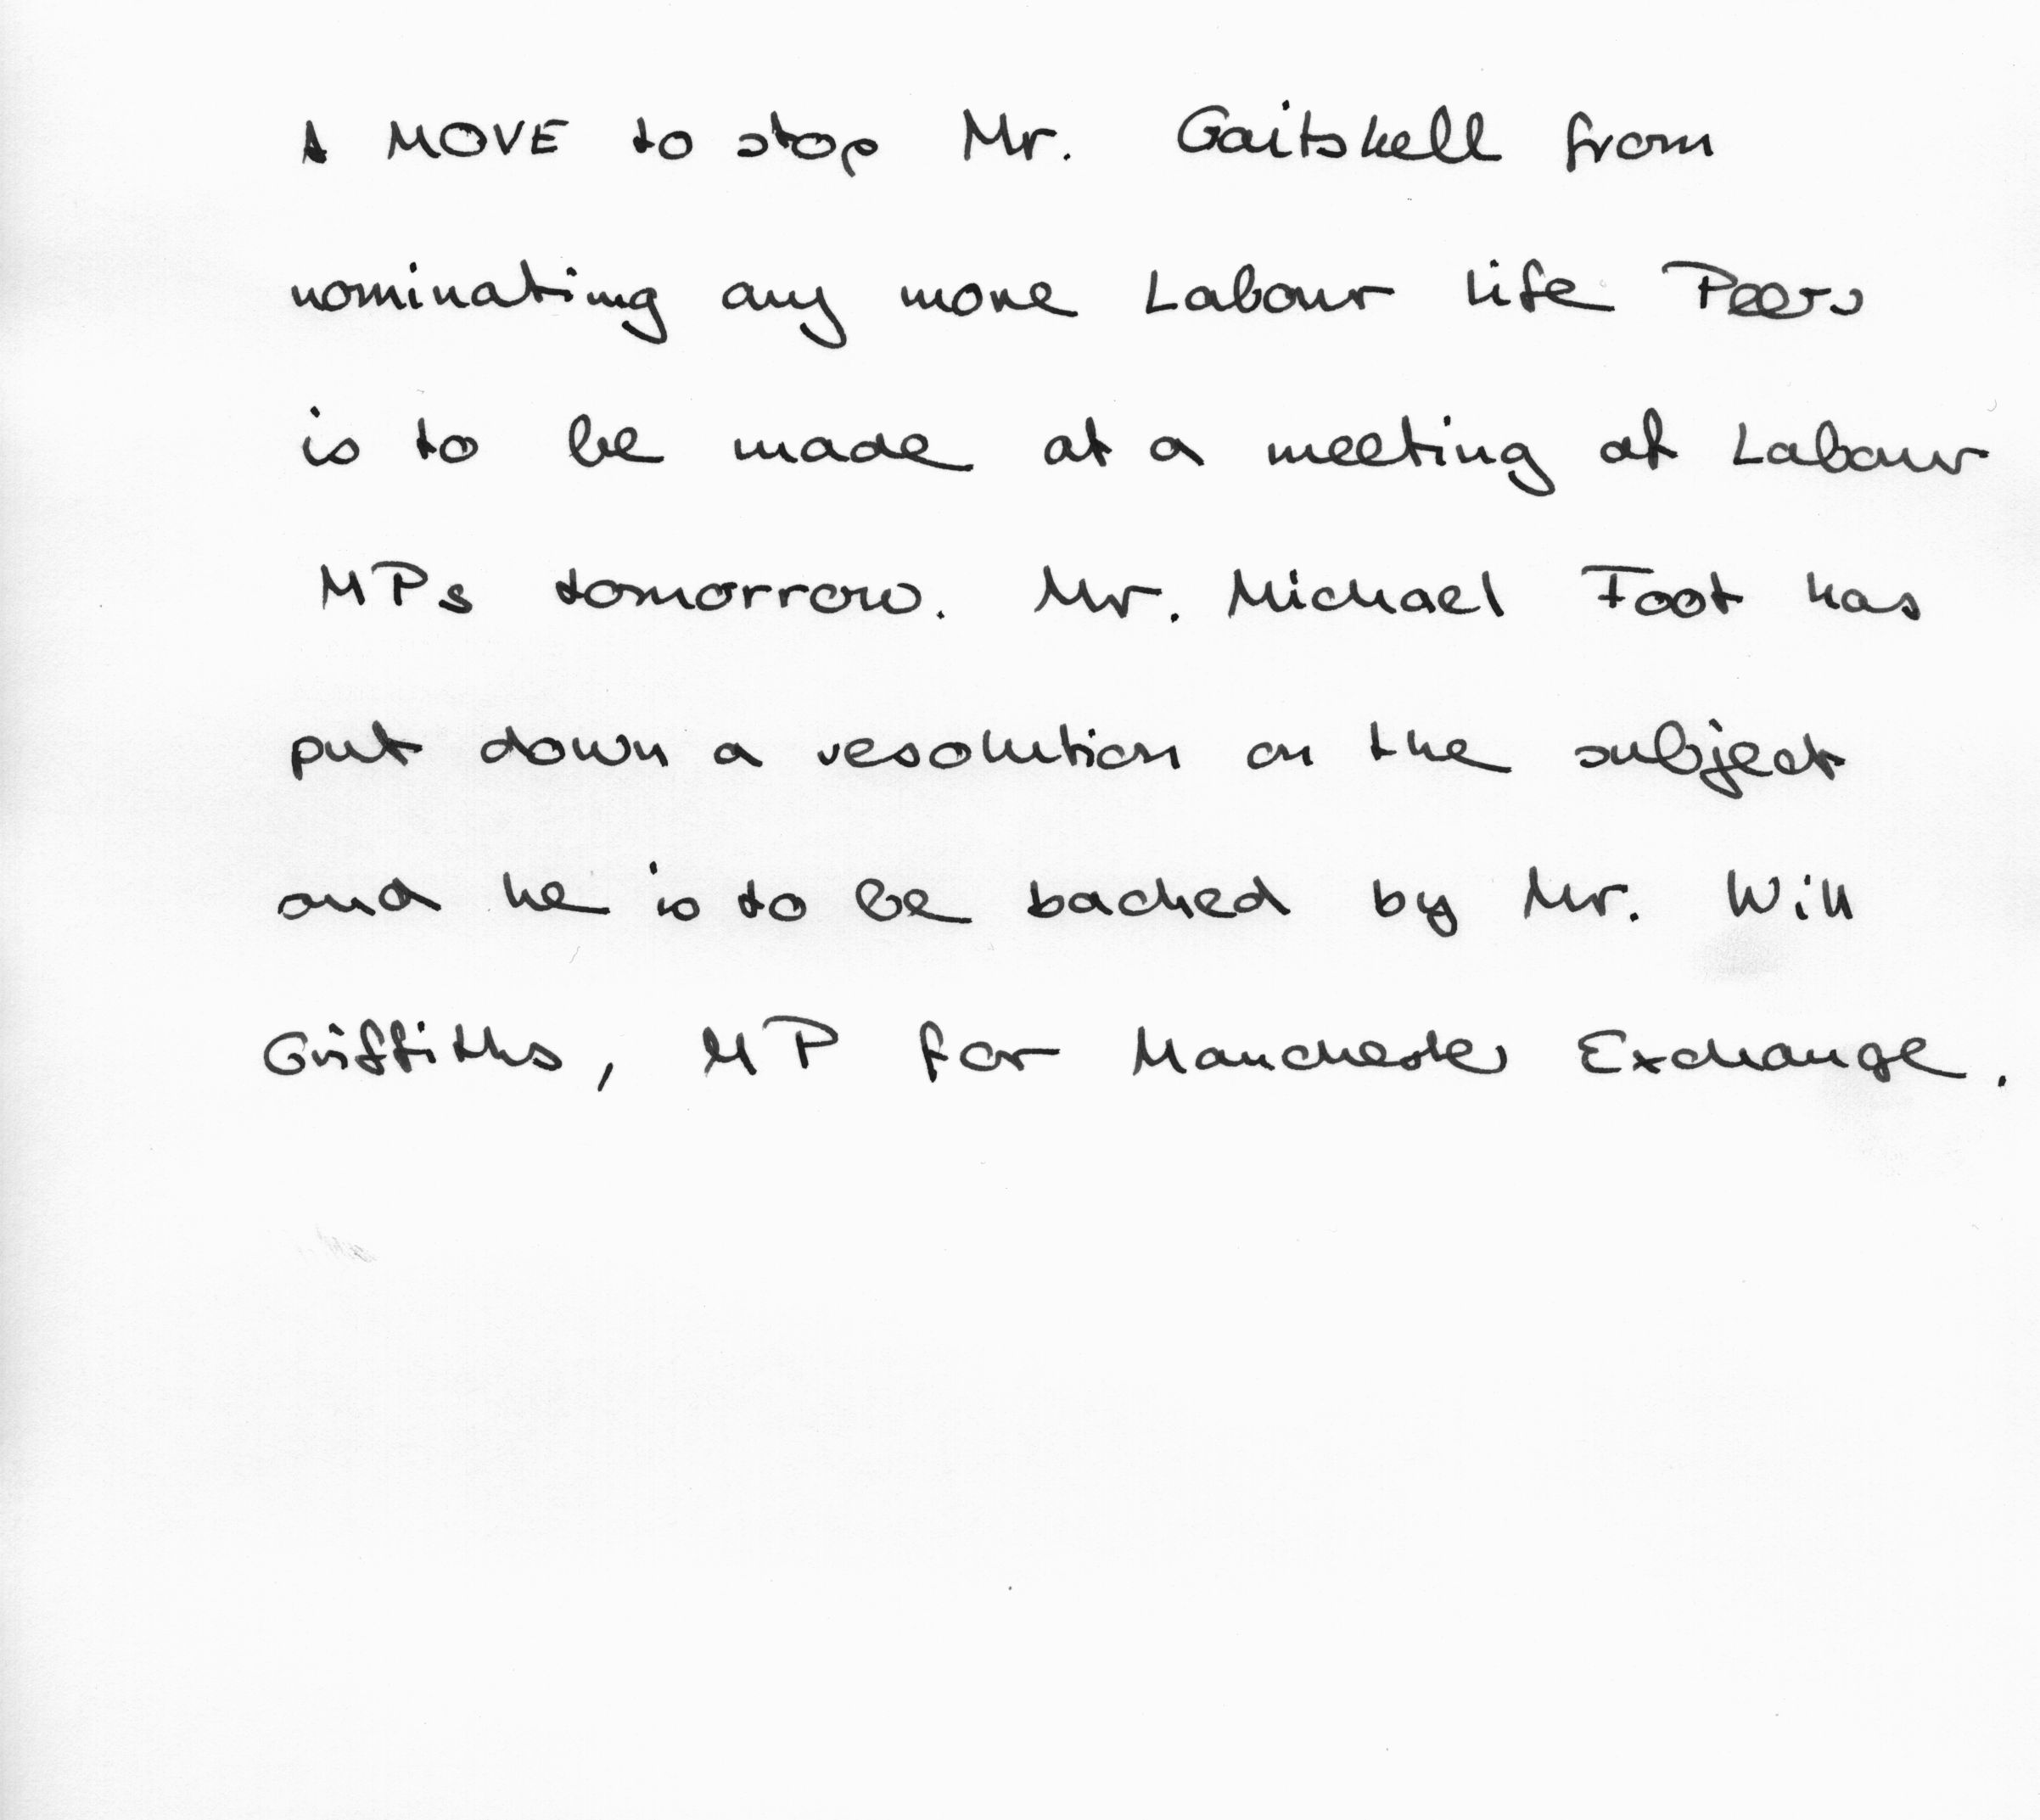 A MOVE to stop Mr. Gaitskell from
nominating any more Labour life Peers
is to be made at a meeting of Labour
MPs tomorrow. Mr. Michael Foot has
put down a resolution on the subject
and he is to be backed by Mr. Will
Griffiths, MP for Manchester Exchange.